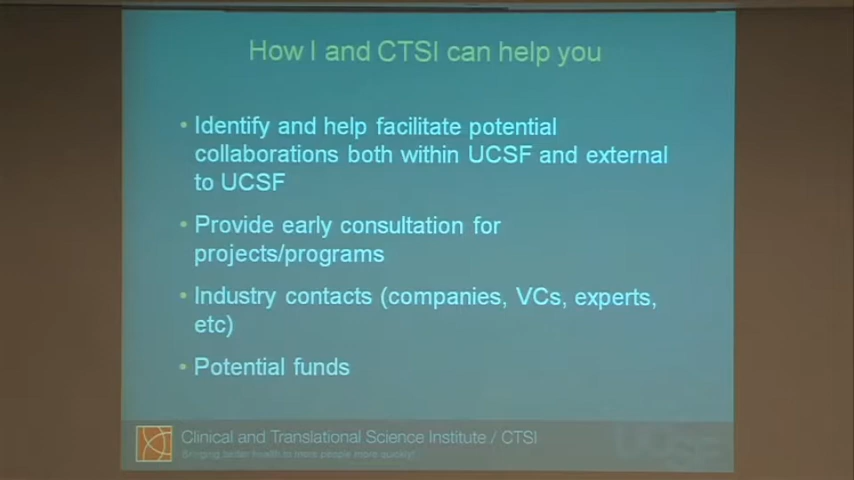 How I and CTSI can help you
• Identify and help facilitate potential
collaborations both within UCSF and external
to UCSF
• Provide early consultation for
projects/programs
• Industry contacts (companies, VCs, experts,
etc)
• Potential funds
Clinical and Translational Science Institute / CTSI
Bringing better health to more people more quickly!
UCSF